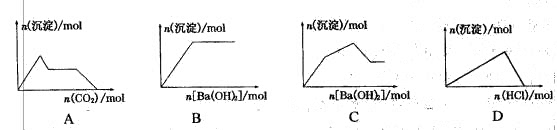 n(沉淀)/mol
n(CO₂)/mol
A
n(沉淀)/mol
n[Ba(OH)₂]/mol
B
n(沉淀)/mol
n[Ba(OH)₂]/mol
C
n(沉淀)/mol
n(HCl)/mol
D